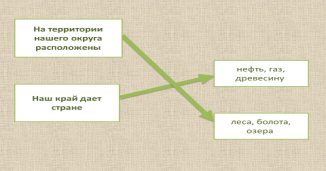 На территории
нашего округа
расположены
Наш край дает
стране
нефть, газ,
древесину
леса, болота,
озера